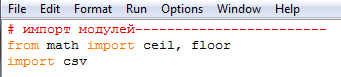 File Edit Format Run Options Window Help
# импорт модулей------------------------
from math import ceil, floor
import csv